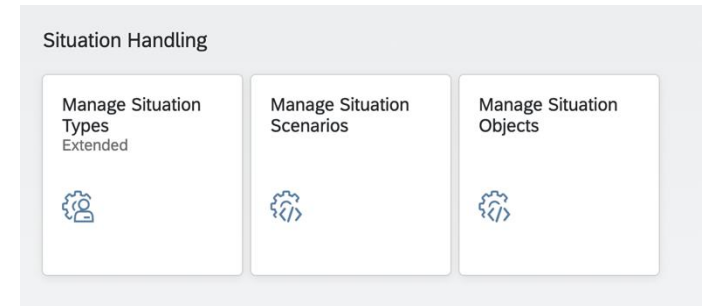 Situation Handling
Manage Situation
Types
Extended
Manage Situation
Scenarios
Manage Situation
Objects